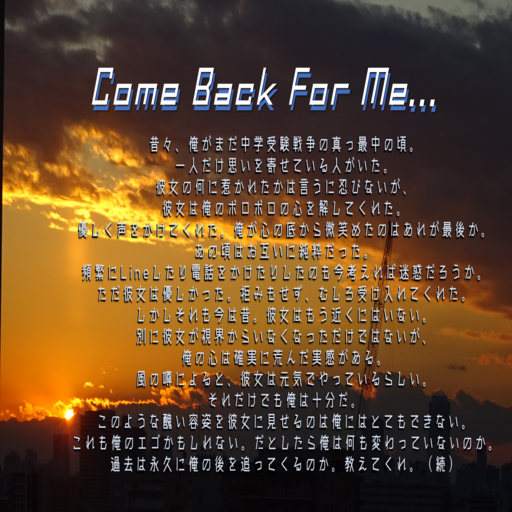 Come Back For Me...
昔々、俺がまだ中学受験戦争の真っ最中の頃。
一人だけ思いを寄せている人がいた。
彼女の何に惹かれたかは言うに忍びないが、
彼女は俺のボロボロの心を解してくれた。
優しく声をかけてくれた。俺が心の底から微笑めたのはあれが最後か。
あの頃はお互いに純粋だった。
頻繁にLineしたり電話をかけたりしたのも今考えれば迷惑だろうか。
ただ彼女は優しかった。拒みもせず、むしろ受け入れてくれた。
しかしそれも今は昔。彼女はもう近くにはいない。
別に彼女が視界からいなくなっただけではないが、
俺の心は確実に荒んだ実感がある。
風の噂によると、彼女は元気でやっているらしい。
それだけでも俺は十分だ。
このような醜い容姿を彼女に見せるのは俺にはとてもできない。
これも俺のエゴかもしれない。だとしたら俺は何も変わっていないのか。
過去は永久に俺の後を追ってくるのか。教えてくれ。（続）